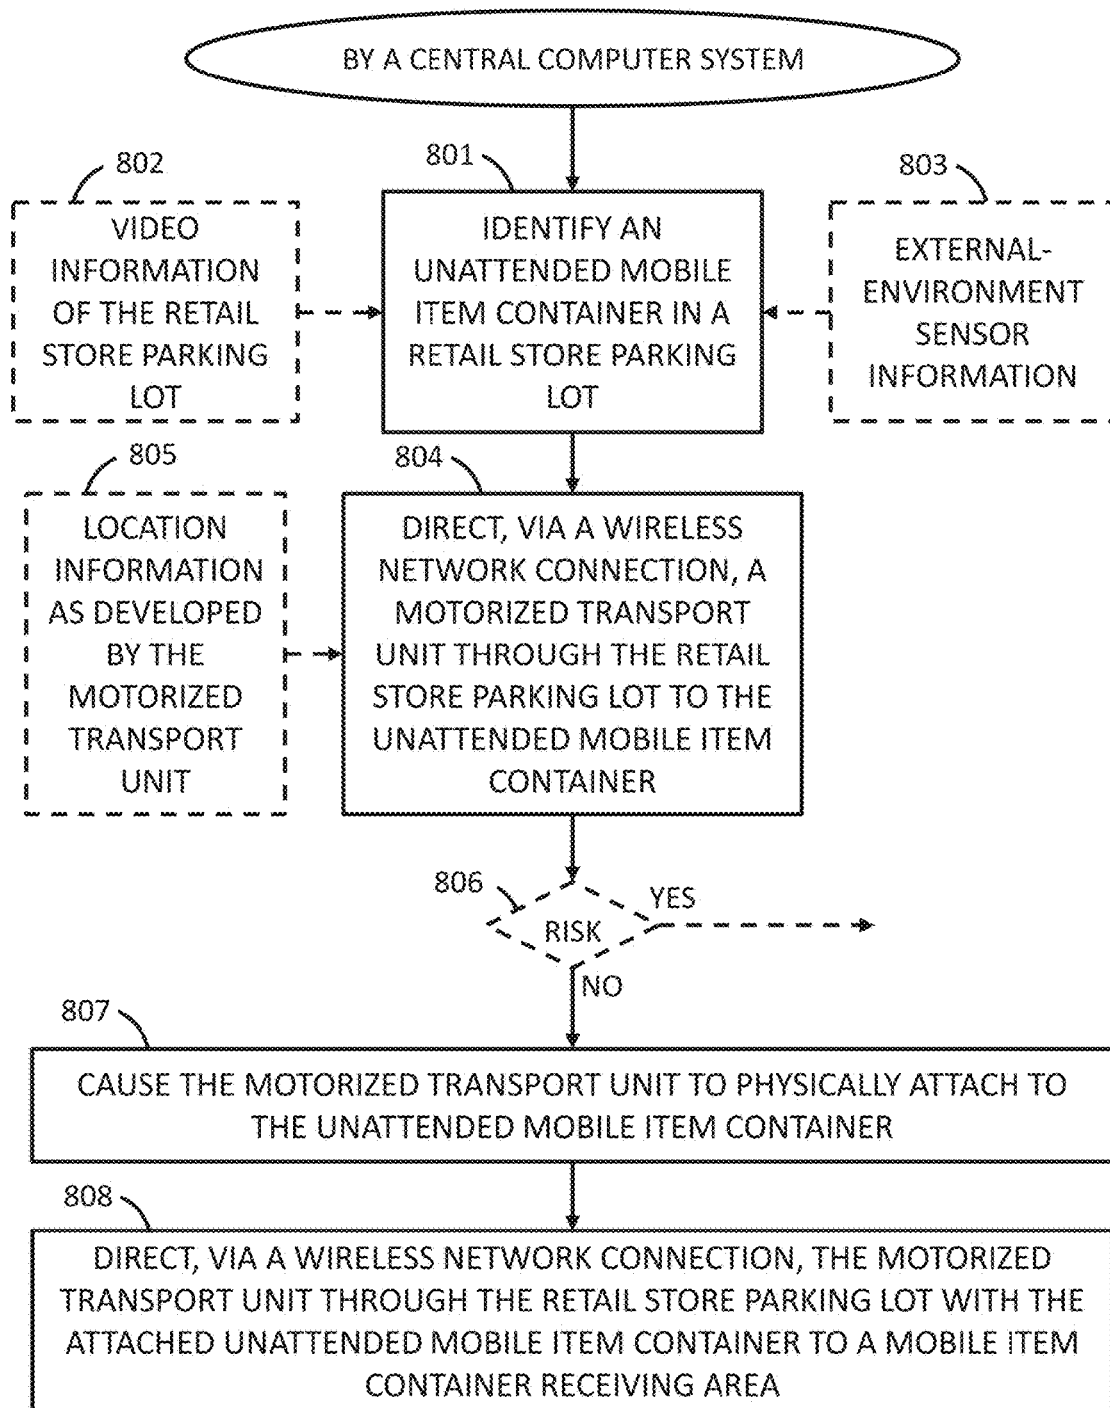 BY A CENTRAL COMPUTER SYSTEM
802
801
803
VIDEO
INFORMATION
OF THE RETAIL
STORE PARKING
LOT
IDENTIFY AN
UNATTENDED MOBILE
ITEM CONTAINER IN A
RETAIL STORE PARKING
LOT
EXTERNAL-
ENVIRONMENT
SENSOR
INFORMATION
805
804
LOCATION
INFORMATION
AS DEVELOPED
BY THE
MOTORIZED
TRANSPORT
UNIT
DIRECT, VIA A WIRELESS
NETWORK CONNECTION, A
MOTORIZED TRANSPORT
UNIT THROUGH THE RETAIL
STORE PARKING LOT TO THE
UNATTENDED MOBILE ITEM
CONTAINER
806
YES
RISK
NO
807
CAUSE THE MOTORIZED TRANSPORT UNIT TO PHYSICALLY ATTACH TO
THE UNATTENDED MOBILE ITEM CONTAINER
808
DIRECT, VIA A WIRELESS NETWORK CONNECTION, THE MOTORIZED
TRANSPORT UNIT THROUGH THE RETAIL STORE PARKING LOT WITH THE
ATTACHED UNATTENDED MOBILE ITEM CONTAINER TO A MOBILE ITEM
CONTAINER RECEIVING AREA